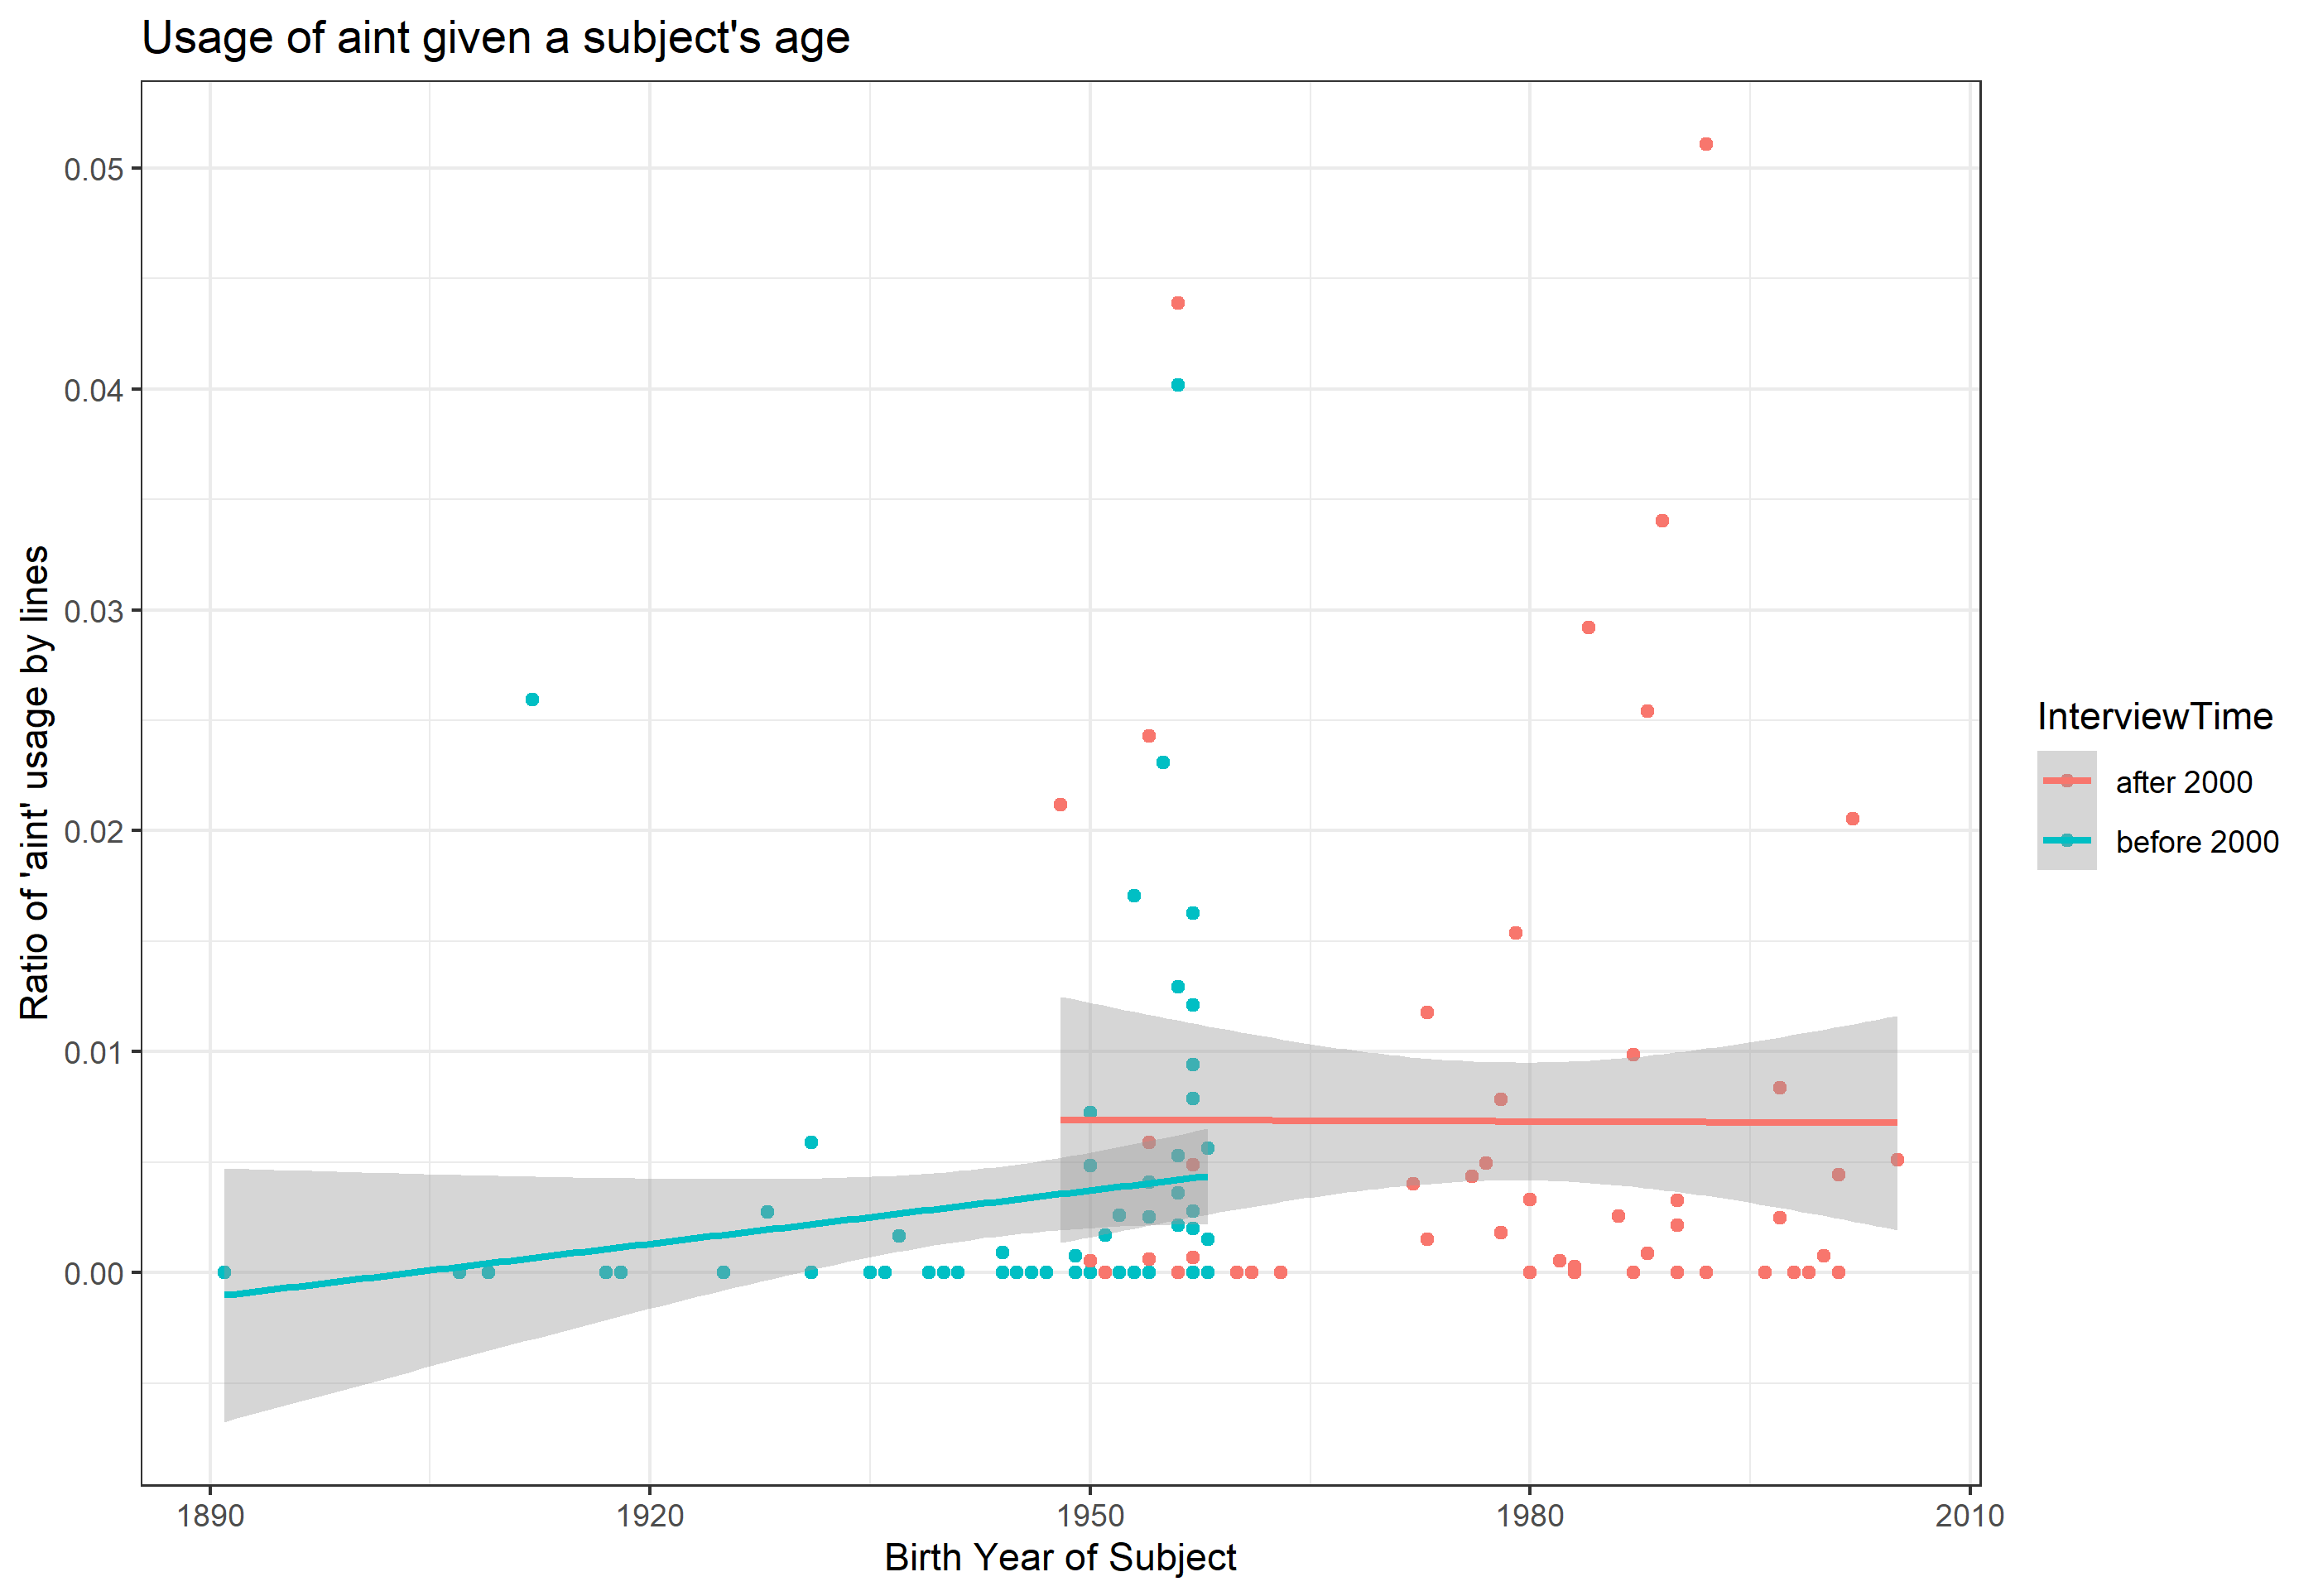 Usage of aint given a subject's age
Ratio of 'aint' usage by lines
0.05
0.04
0.03
0.02
0.01
0.00
1890
1920
1950
1980
2010
Birth Year of Subject
InterviewTime
after 2000
before 2000